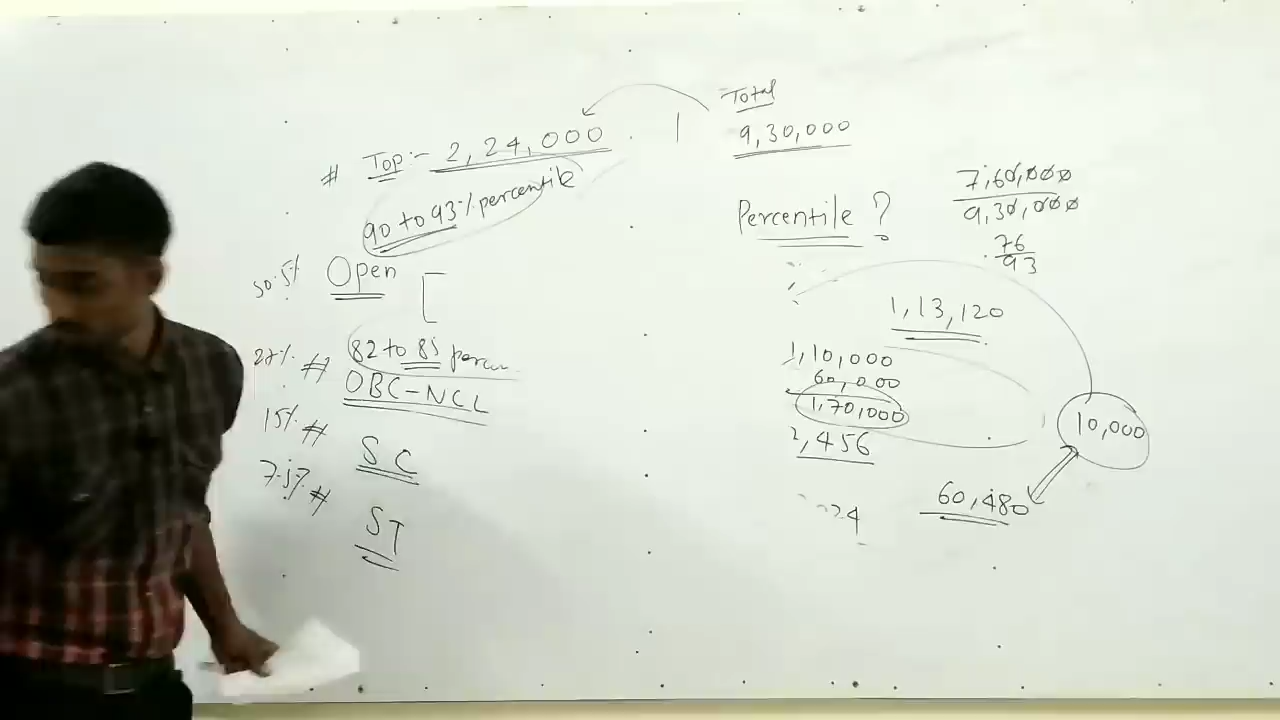 Total
# Top:- 2,24,000 . | 9,30,000
90 to 93% percentile
Percentile ?
7,60,000
9,30,000
76
93
50.5% Open [
1,13,120
82 to 85
27% # OBC-NCL
1,10,000
60,000
1,70,000
10,000
15% # SC
2,456
7.5% # ST
60,480
24